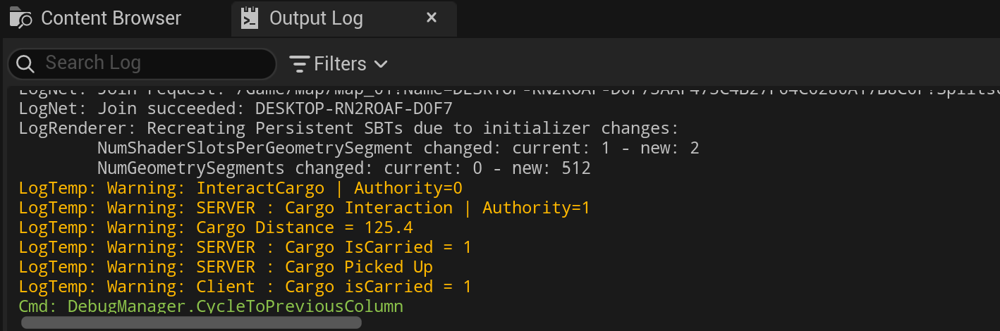 Content Browser
Output Log
Search Log
Filters
LogNet: Join request: /Game/Map/Map_01?Name=DESKTOP-RN2ROAF-D0F7
LogNet: Join succeeded: DESKTOP-RN2ROAF-D0F7
LogRenderer: Recreating Persistent SBTs due to initializer changes:
NumShaderSlotsPerGeometrySegment changed: current: 1 - new: 2
NumGeometrySegments changed: current: 0 - new: 512
LogTemp: Warning: InteractCargo | Authority=0
LogTemp: Warning: SERVER : Cargo Interaction | Authority=1
LogTemp: Warning: Cargo Distance = 125.4
LogTemp: Warning: SERVER : Cargo IsCarried = 1
LogTemp: Warning: SERVER : Cargo Picked Up
LogTemp: Warning: Client : Cargo isCarried = 1
Cmd: DebugManager.CycleToPreviousColumn